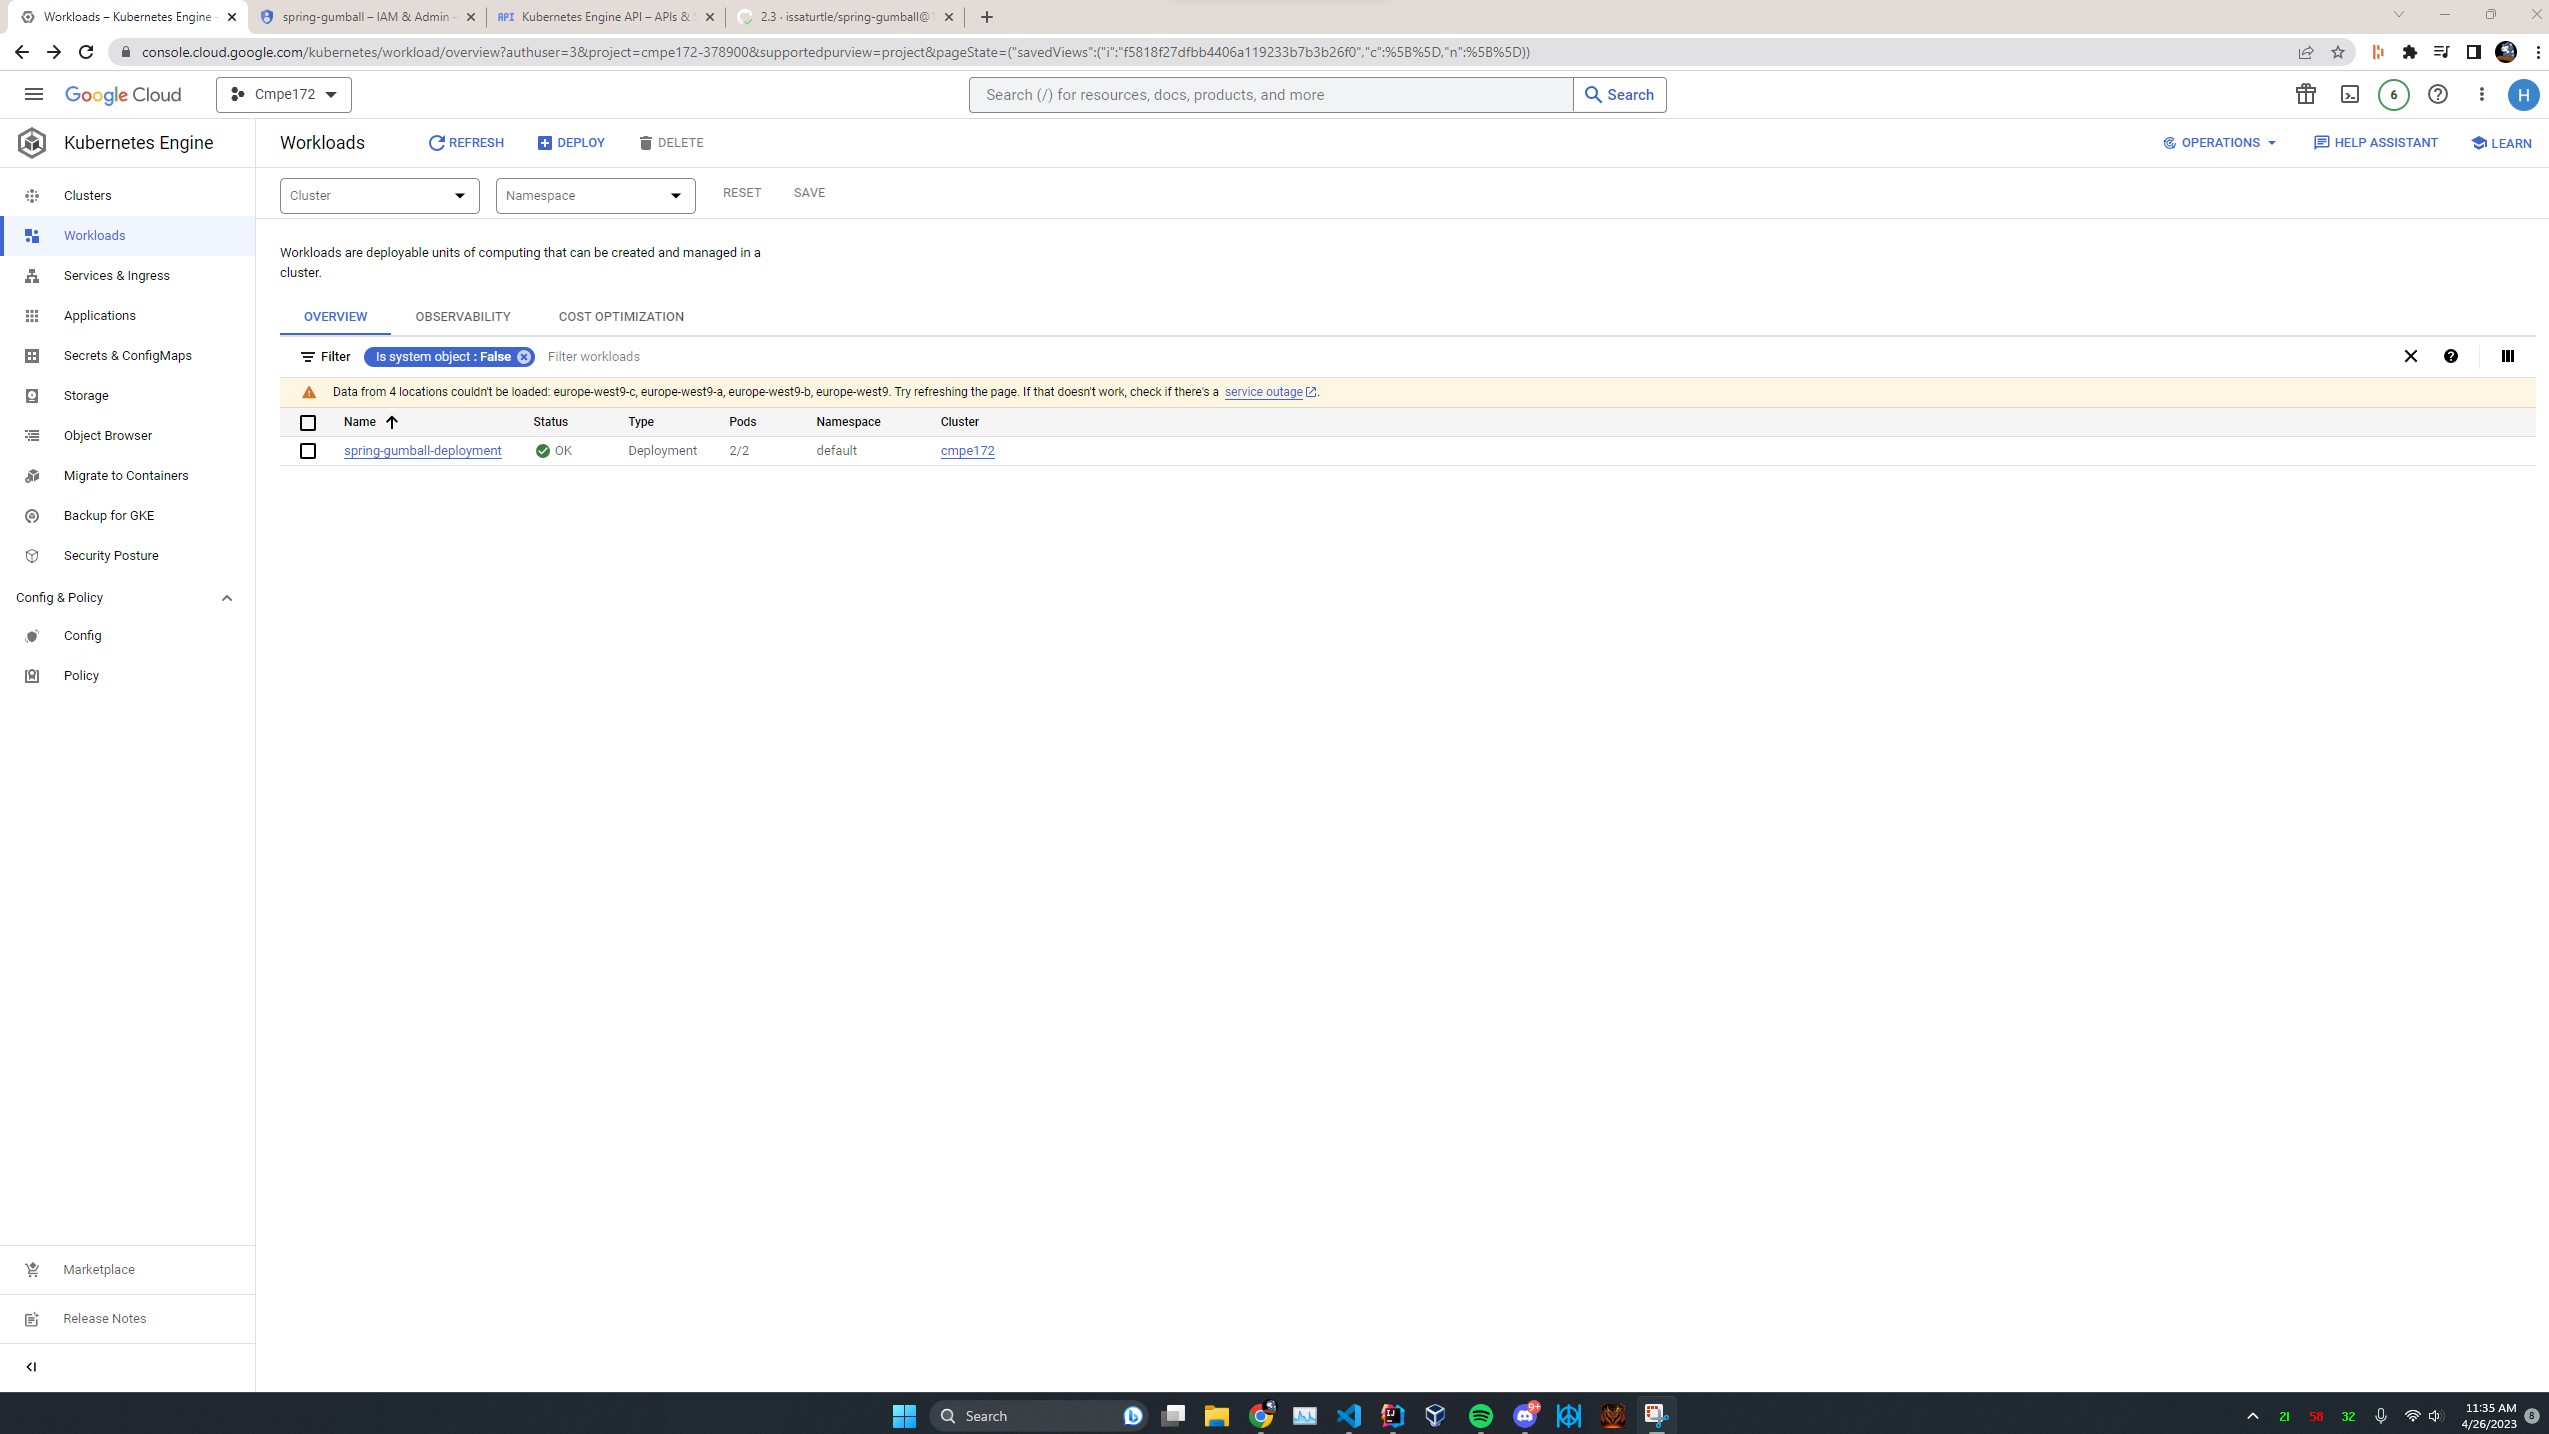 Workloads – Kubernetes Engine
spring-gumball – IAM & Admin
API Kubernetes Engine API – APIs &
2.3 · issaturtle/spring-gumball@
console.cloud.google.com/kubernetes/workload/overview?authuser=3&project=cmpe172-378900&supportedpurview=project&pageState=("savedViews":("i":"f5818f27dfbb4406a119233b7b3b26f0","c":%5B%5D,"n":%5B%5D))
Google Cloud
Cmpe172
Search (/) for resources, docs, products, and more
Search
6
H
Kubernetes Engine
Workloads
REFRESH
DEPLOY
DELETE
OPERATIONS
HELP ASSISTANT
LEARN
Clusters
Workloads
Services & Ingress
Applications
Secrets & ConfigMaps
Storage
Object Browser
Migrate to Containers
Backup for GKE
Security Posture
Config & Policy
Config
Policy
Marketplace
Release Notes
Cluster
Namespace
RESET
SAVE
Workloads are deployable units of computing that can be created and managed in a
cluster.
OVERVIEW
OBSERVABILITY
COST OPTIMIZATION
Filter
Is system object : False
Filter workloads
Data from 4 locations couldn't be loaded: europe-west9-c, europe-west9-a, europe-west9-b, europe-west9. Try refreshing the page. If that doesn't work, check if there's a service outage.
Name Status Type Pods Namespace Cluster
spring-gumball-deployment OK Deployment 2/2 default cmpe172
Search
9+
21 58 32
11:35 AM
4/26/2023
8